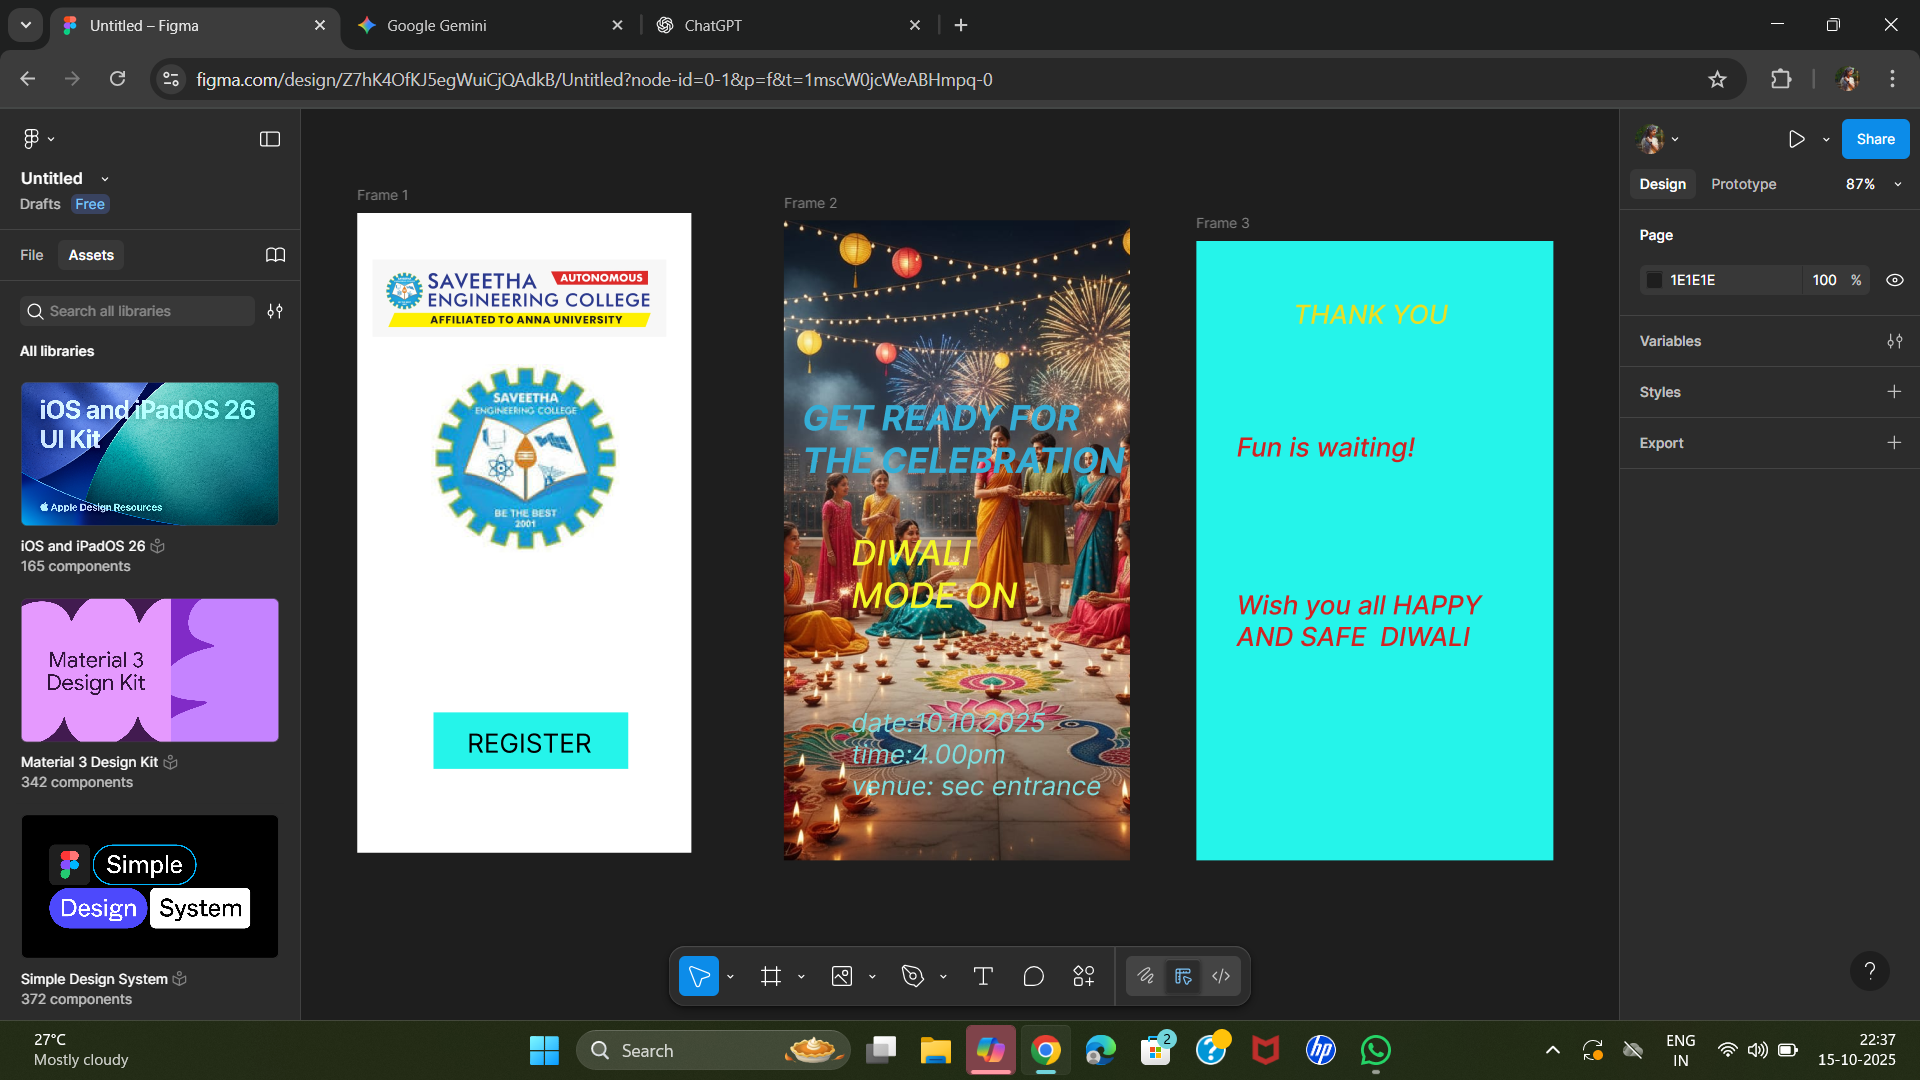 Untitled – Figma
Google Gemini
ChatGPT
figma.com/design/Z7hK4OfKJ5egWuiCjQAdkB/Untitled?node-id=0-1&p=f&t=1mscW0jcWeABHmpq-0
Untitled
Drafts Free
File Assets
Search all libraries
All libraries
iOS and iPadOS 26
UI Kit
Apple Design Resources
iOS and iPadOS 26
165 components
Material 3
Design Kit
Material 3 Design Kit
342 components
Simple
Design System
Simple Design System
372 components
Frame 1
SAVEETHA AUTONOMOUS
ENGINEERING COLLEGE
AFFILIATED TO ANNA UNIVERSITY
SAVEETHA
ENGINEERING COLLEGE
BE THE BEST
2001
REGISTER
Frame 2
GET READY FOR
THE CELEBRATION
DIWALI
MODE ON
date:10.10.2025
time:4.00pm
venue: sec entrance
Frame 3
THANK YOU
Fun is waiting!
Wish you all HAPPY
AND SAFE  DIWALI
Share
Design Prototype 87%
Page
1E1E1E 100 %
Variables
Styles
Export
?
27°C
Mostly cloudy
Search
2
hp
ENG
IN
22:37
15-10-2025